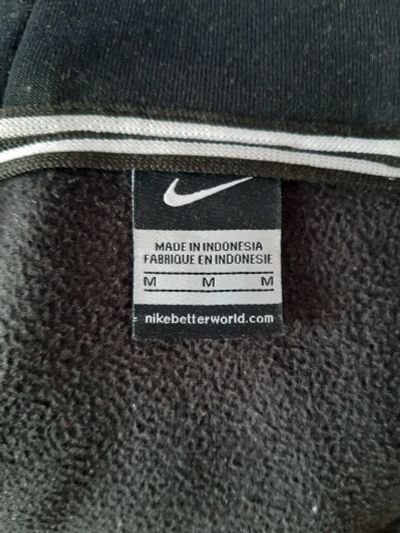 MADE IN INDONESIA
FABRIQUE EN INDONESIE
M M M
nikebetterworld.com